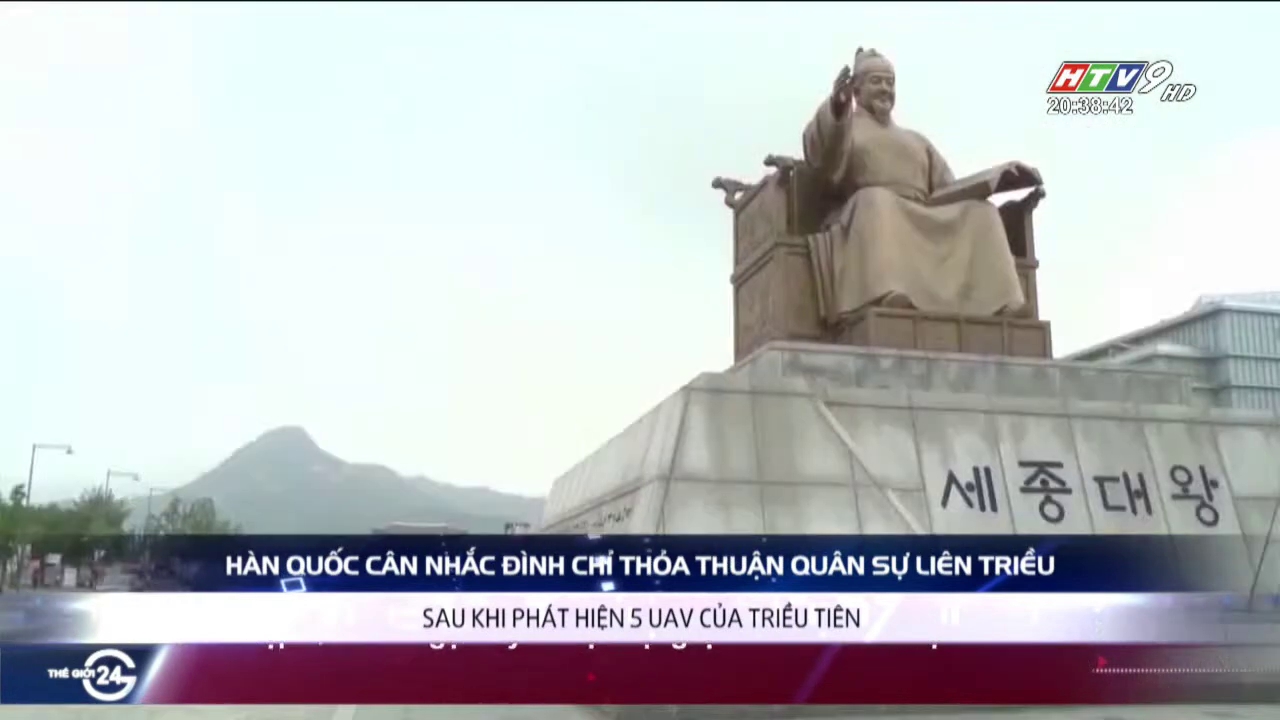 HTV9 HD
20:38:42
세종대왕
HÀN QUỐC CÂN NHẮC ĐÌNH CHỈ THỎA THUẬN QUÂN SỰ LIÊN TRIỀU
SAU KHI PHÁT HIỆN 5 UAV CỦA TRIỀU TIÊN
THẾ GIỚI 24G